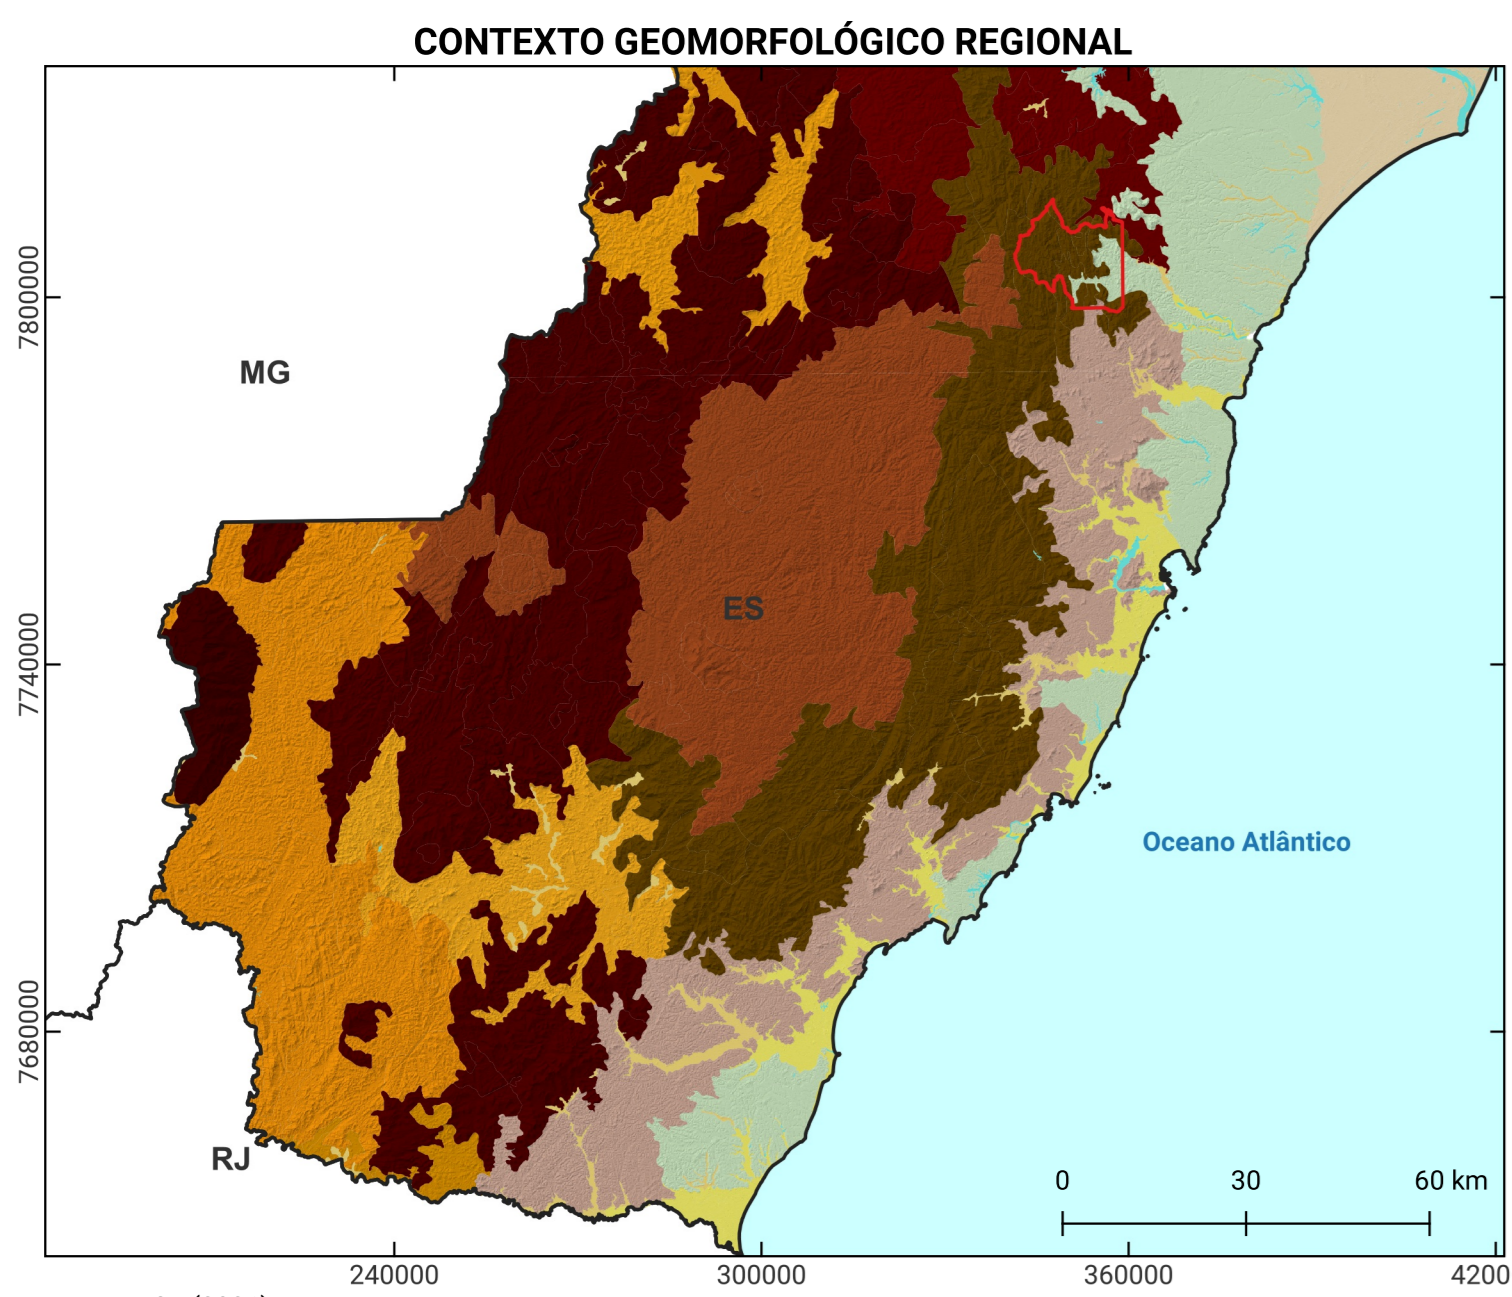 CONTEXTO GEOMORFOLÓGICO REGIONAL
7800000
MG
ES
7740000
Oceano Atlântico
7680000
RJ
0 30 60 km
240000 300000 360000 4200